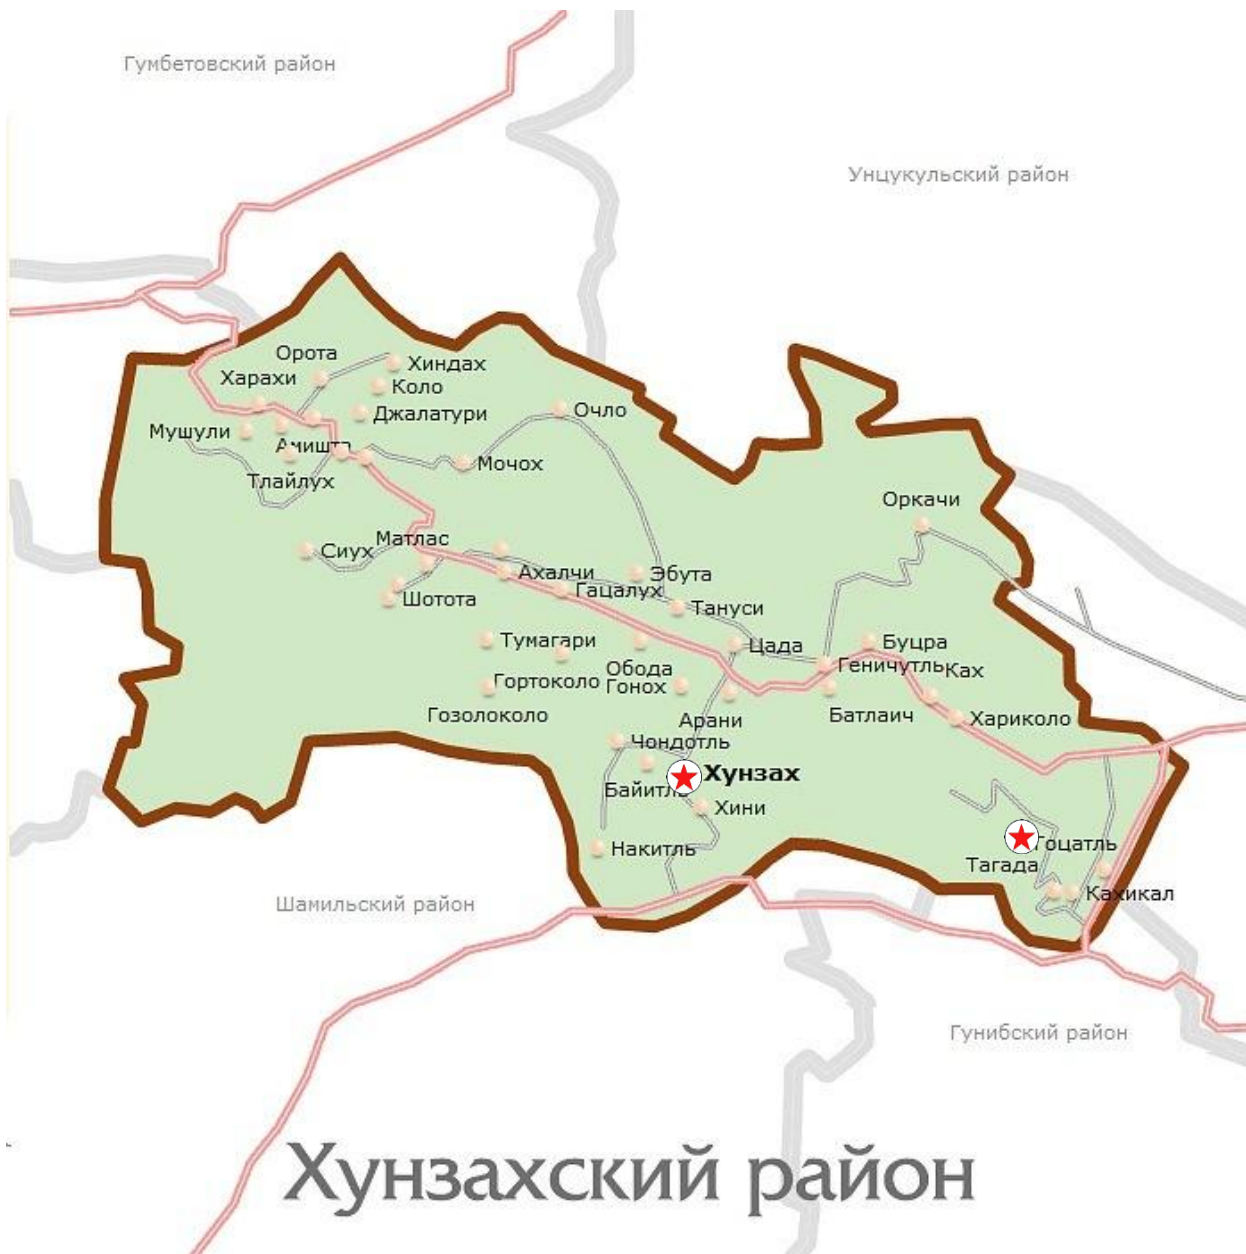 Гумбетовский район
Унцукульский район
Орота
Хиндах
Харахи
Коло
Джалатури
Очло
Мушули
Амишта
Мочох
Тлайлух
Оркачи
Матлас
Сиух
Ахалчи
Эбута
Гацалух
Шотота
Тануси
Тумагари
Цада
Буцра
Обода
Геничутль
Ках
Гортоколо
Гонох
Гозолоколо
Арани
Батлаич
Хариколо
Чондотль
Хунзах
Байитль
Хини
Накитль
Гоцатль
Тагада
Кахикал
Шамильский район
Гунибский район
Хунзахский район